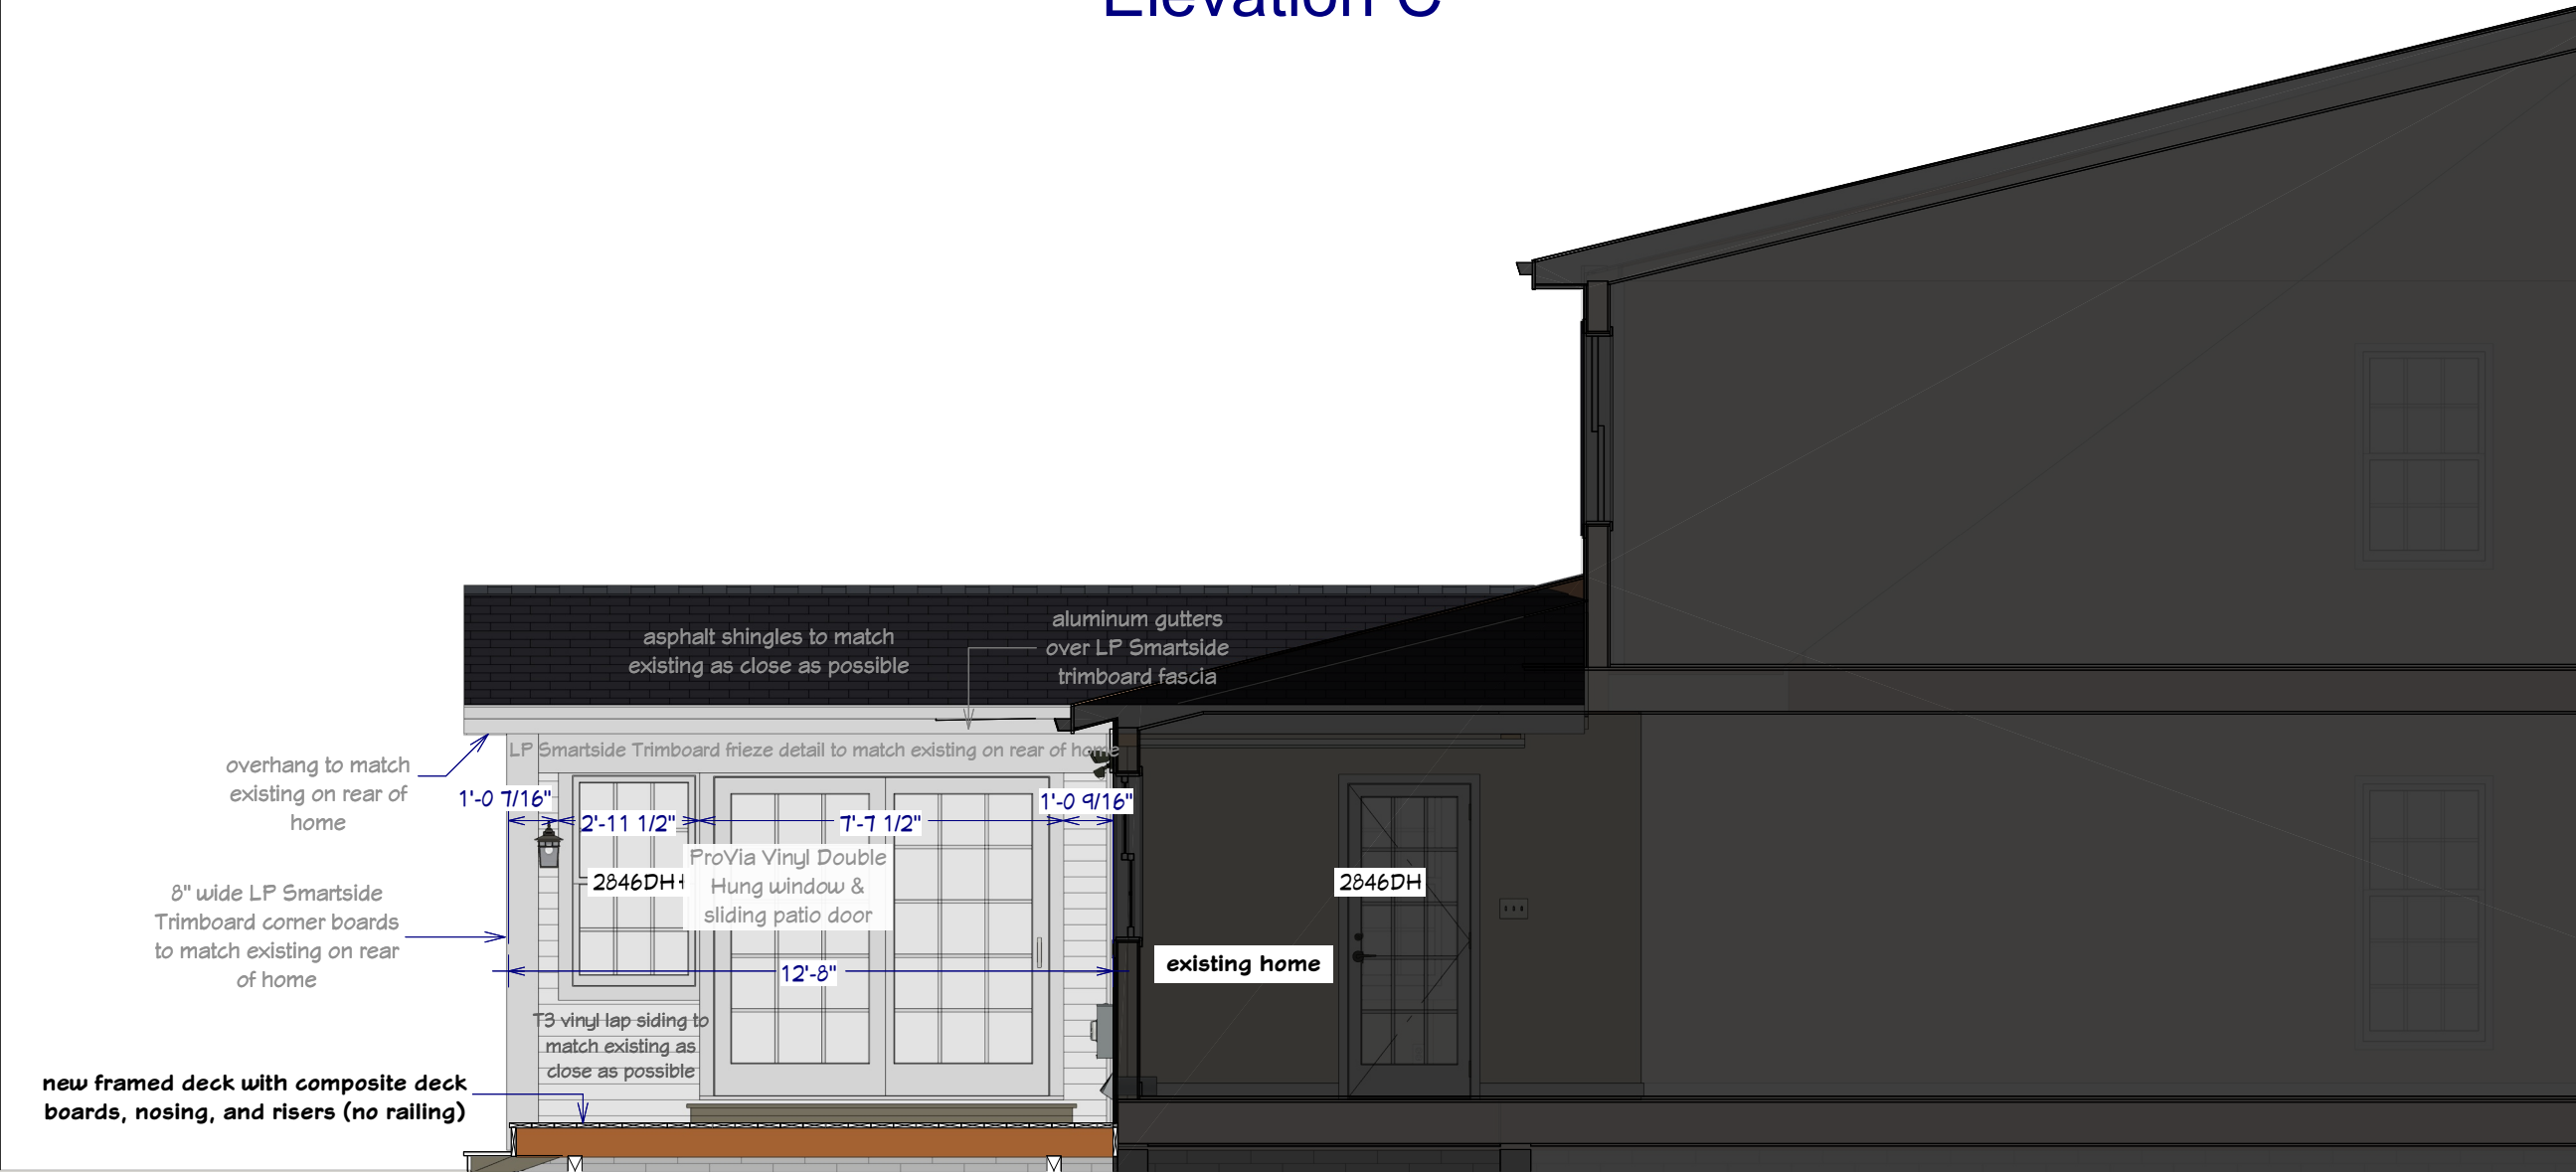 Elevation C
asphalt shingles to match
existing as close as possible
aluminum gutters
over LP Smartside
trimboard fascia
LP Smartside Trimboard frieze detail to match existing on rear of home
overhang to match
existing on rear of
home
1'-0 7/16"
2'-11 1/2"
7'-7 1/2"
1'-0 9/16"
2846DH
ProVia Vinyl Double
Hung window &
sliding patio door
2846DH
8" wide LP Smartside
Trimboard corner boards
to match existing on rear
of home
existing home
12'-8"
T3 vinyl lap siding to
match existing as
close as possible
new framed deck with composite deck
boards, nosing, and risers (no railing)